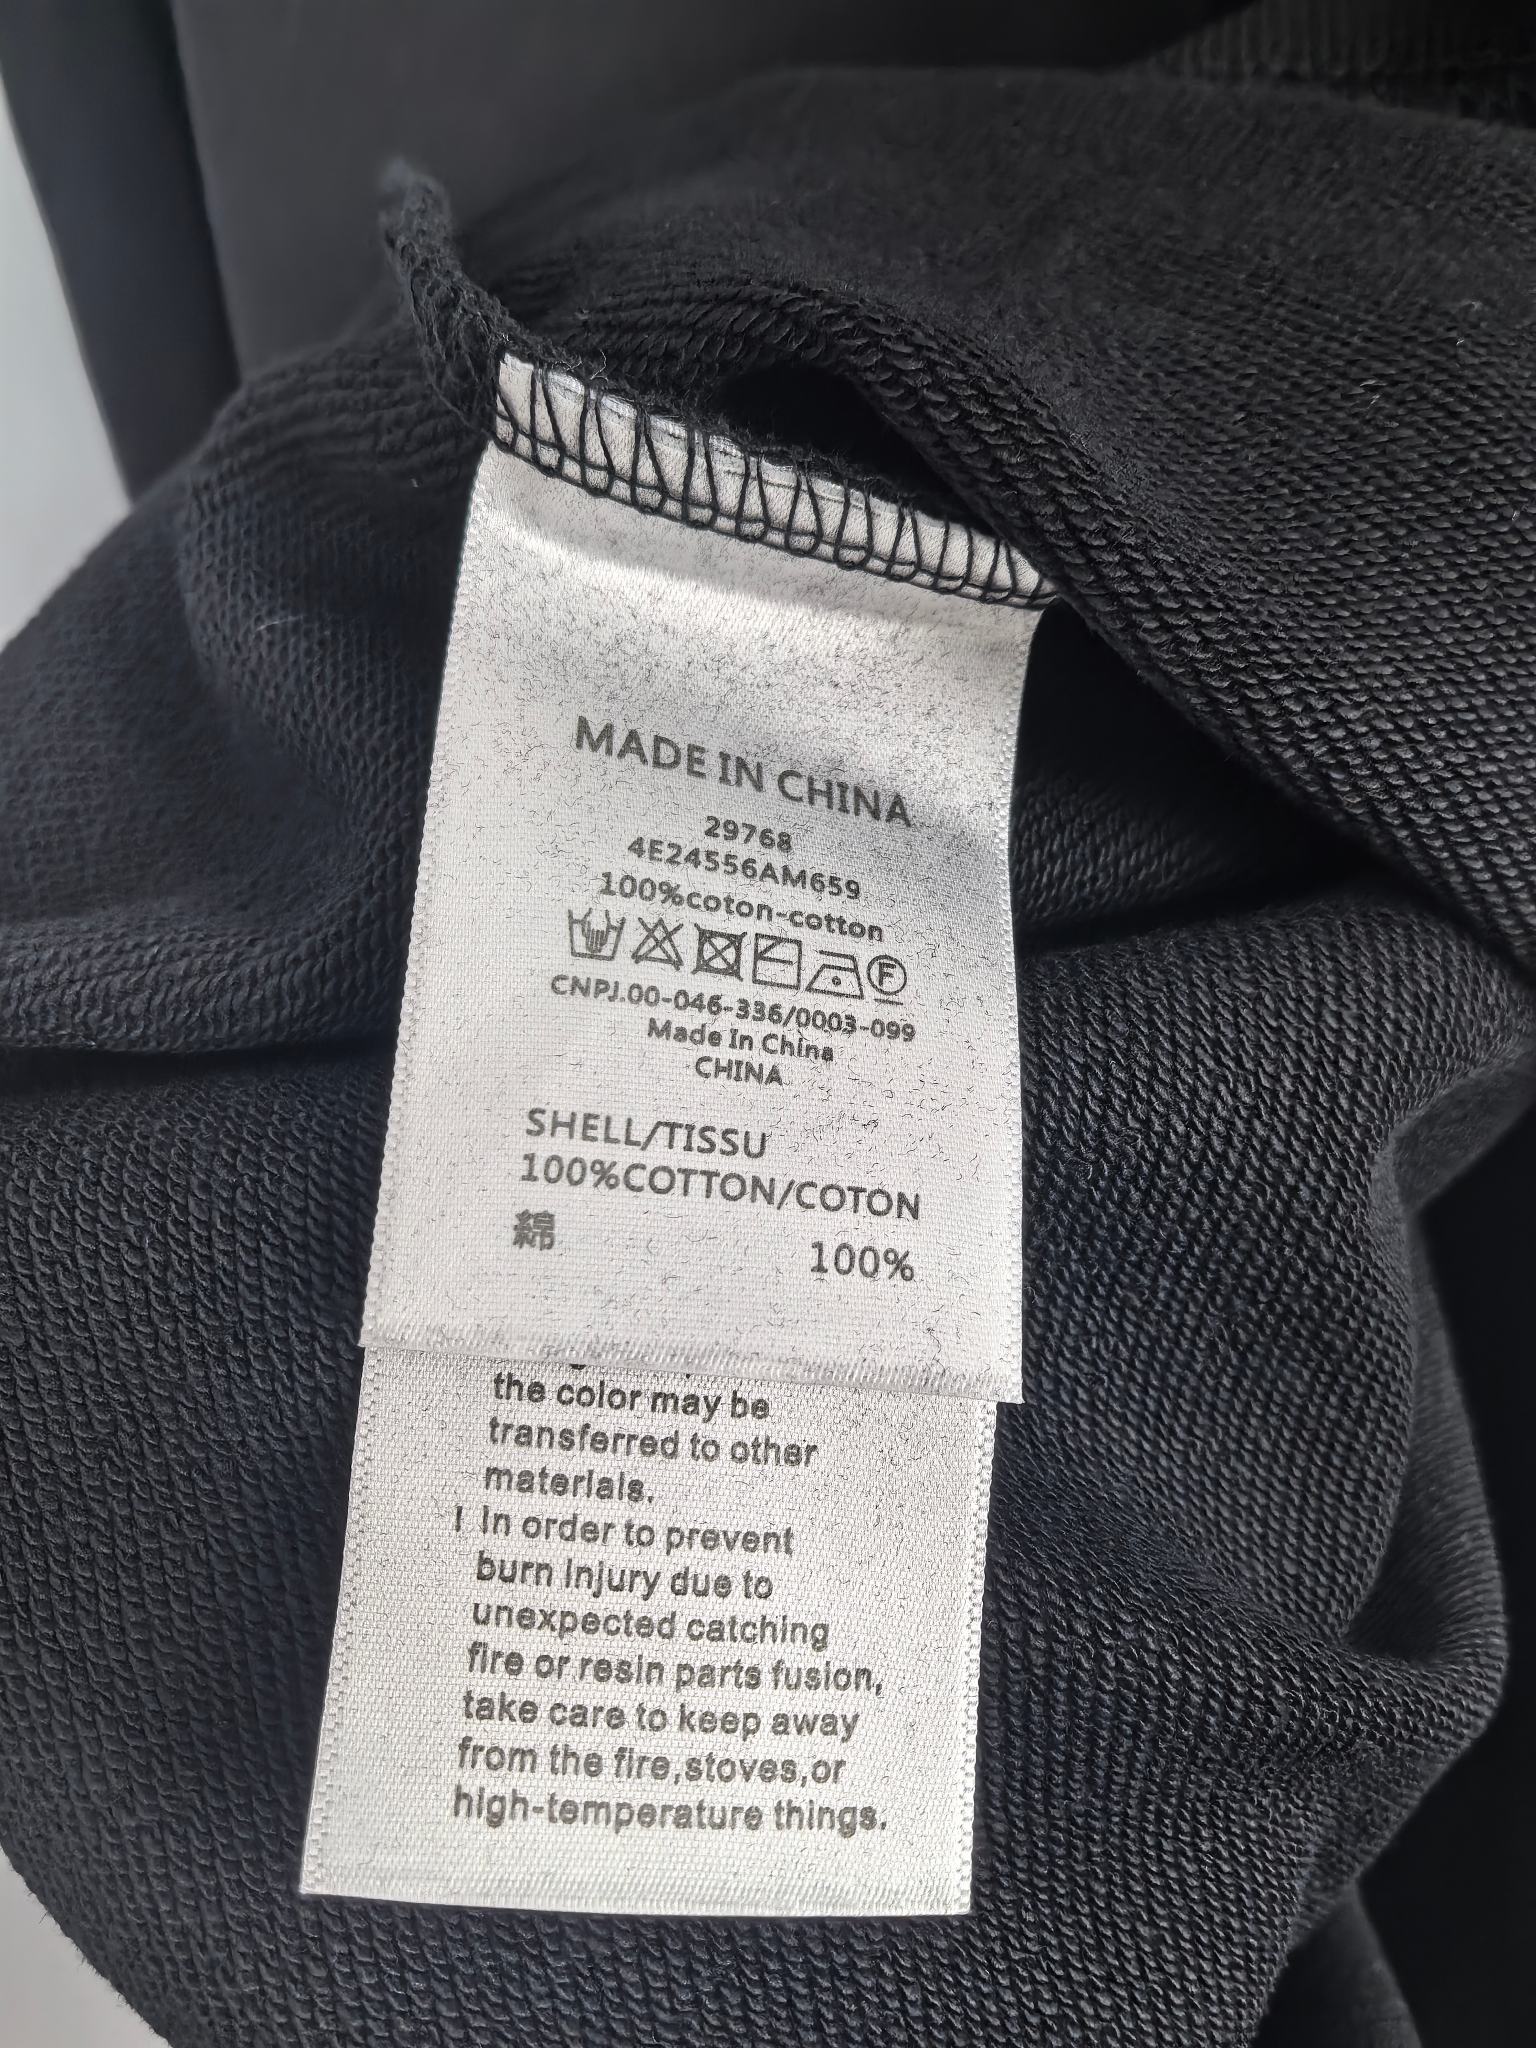 MADE IN CHINA
29768
4E24556AM659
100%coton-cotton
F
CNPJ.00-046-336/0003-099
Made In China
CHINA
SHELL/TISSU
100%COTTON/COTON
綿 100%
the color may be
transferred to other
materials.
! In order to prevent
burn injury due to
unexpected catching
fire or resin parts fusion,
take care to keep away
from the fire,stoves,or
high-temperature things.